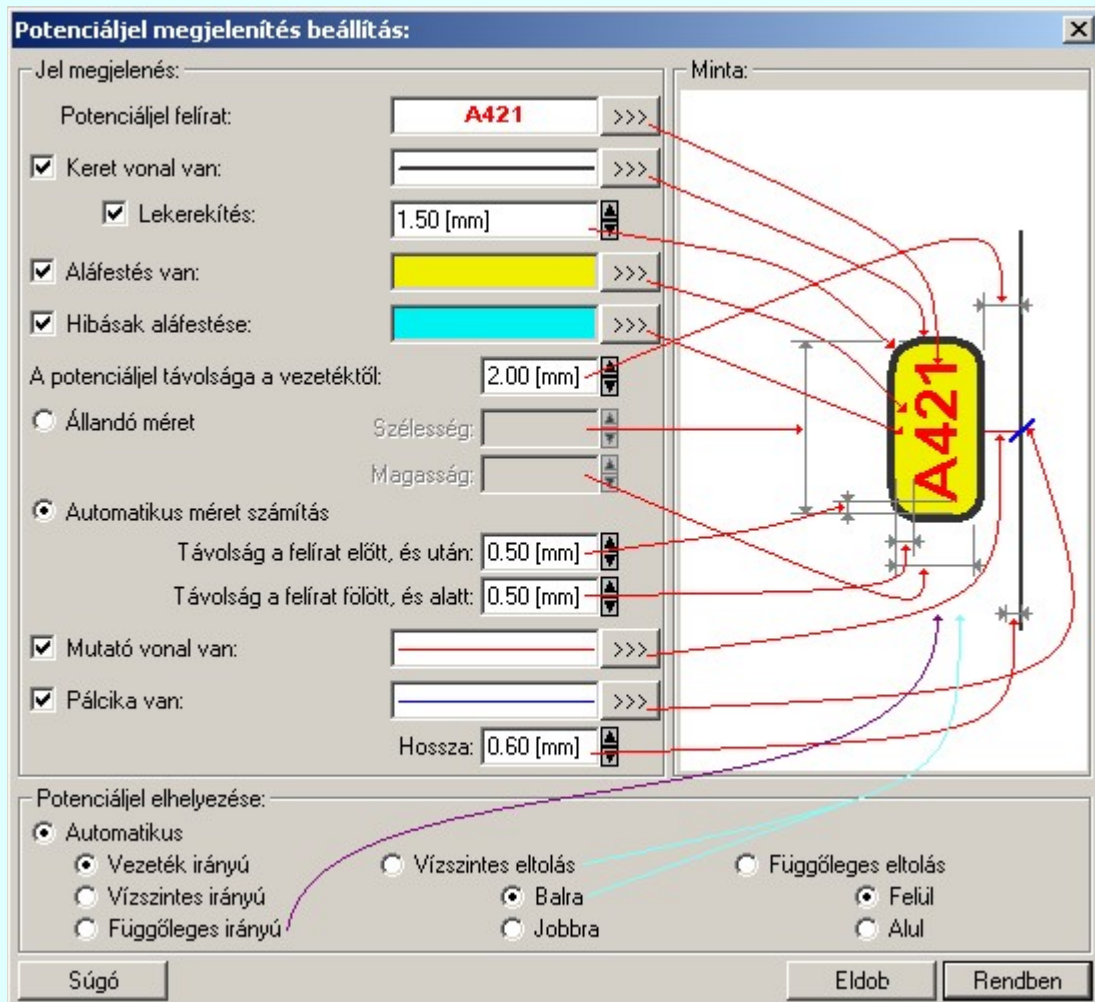 Potenciáljel megjelenítés beállítás:
Jel megjelenés:
Minta:
Potenciáljel felírat:
A421
>>>
Keret vonal van:
>>>
Lekerekítés:
1.50 [mm]
Aláfestés van:
>>>
Hibásak aláfestése:
>>>
A potenciáljel távolsága a vezetéktől:
2.00 [mm]
Állandó méret
Szélesség:
Magasság:
Automatikus méret számítás
Távolság a felírat előtt, és után:
0.50 [mm]
Távolság a felírat fölött, és alatt:
0.50 [mm]
Mutató vonal van:
>>>
Pálcika van:
>>>
Hossza:
0.60 [mm]
A421
Potenciáljel elhelyezése:
Automatikus
Vezeték irányú
Vízszintes eltolás
Függőleges eltolás
Vízszintes irányú
Balra
Felül
Függőleges irányú
Jobbra
Alul
Súgó
Eldob
Rendben